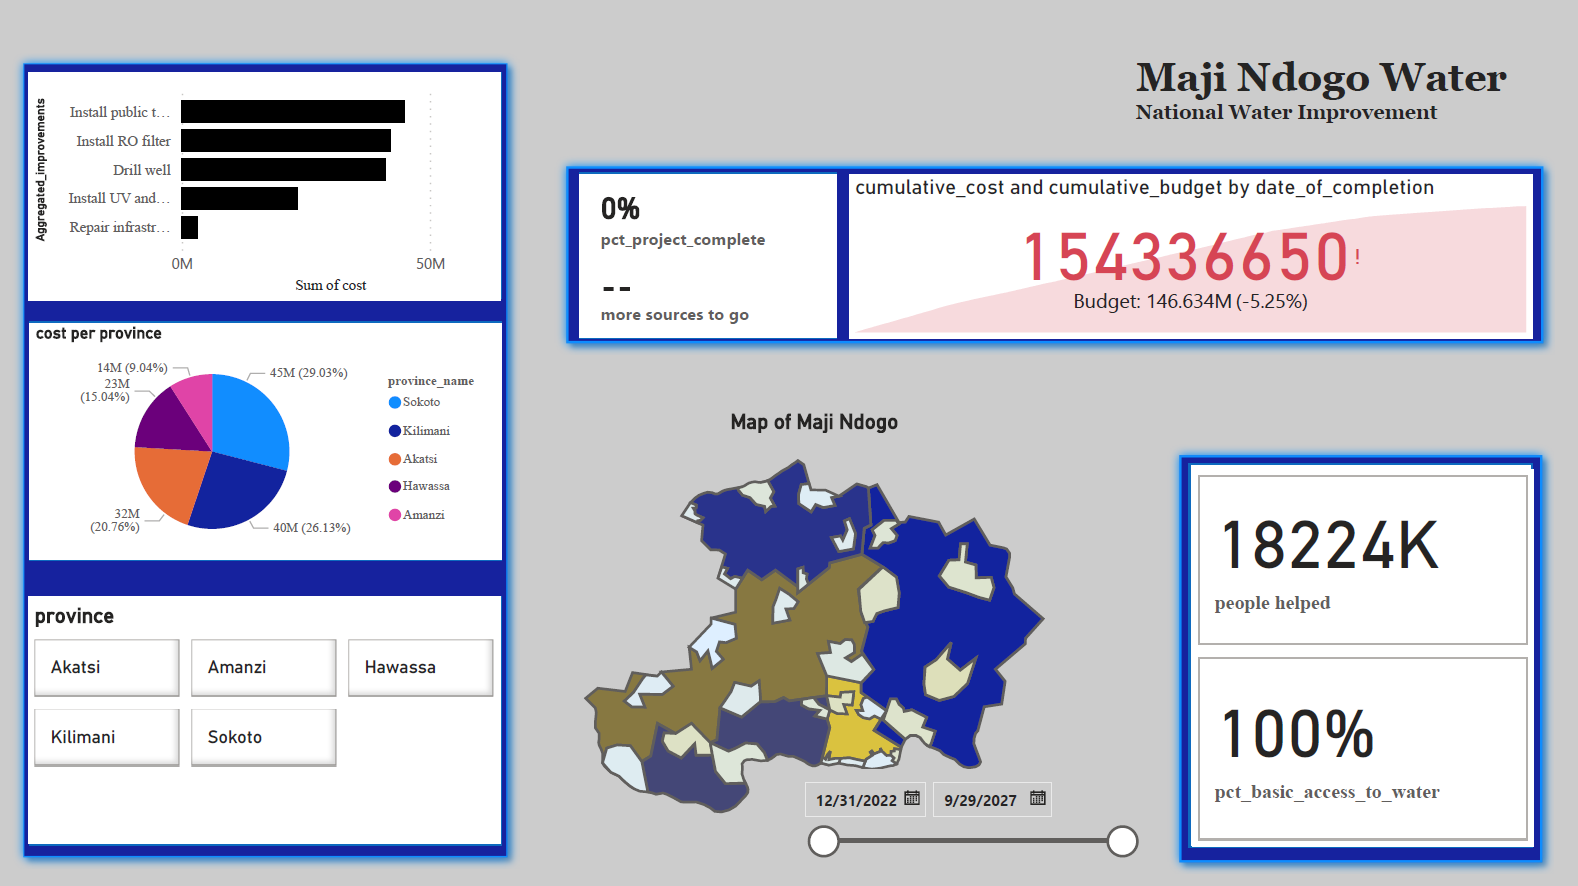 Maji Ndogo Water
National Water Improvement
Aggregated_improvements
Install public t...
Install RO filter
Drill well
Install UV and...
Repair infrastr...
0M
50M
Sum of cost
cost per province
14M (9.04%)
23M
(15.04%)
45M (29.03%)
32M
(20.76%)
40M (26.13%)
province_name
Sokoto
Kilimani
Akatsi
Hawassa
Amanzi
province
Akatsi
Amanzi
Hawassa
Kilimani
Sokoto
0%
pct_project_complete
--
more sources to go
cumulative_cost and cumulative_budget by date_of_completion
154336650!
Budget: 146.634M (-5.25%)
Map of Maji Ndogo
12/31/2022
9/29/2027
18224K
people helped
100%
pct_basic_access_to_water